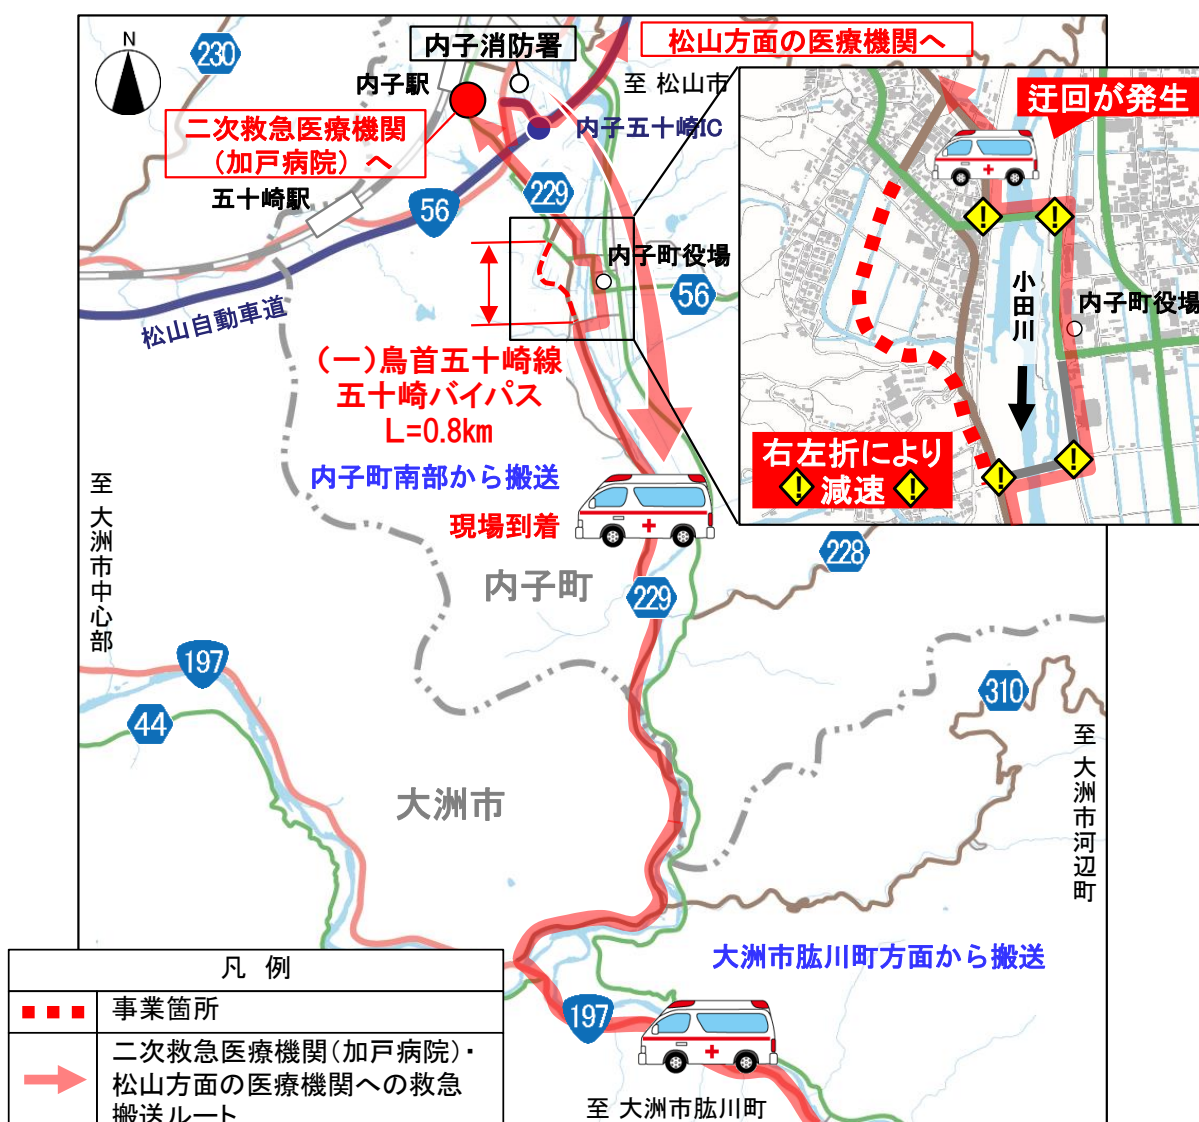 N
230
内子消防署
松山方面の医療機関へ
内子駅
至 松山市
迂回が発生
二次救急医療機関
(加戸病院) へ
内子五十崎IC
五十崎駅
56
229
内子町役場
56
小田川
内子町役場
松山自動車道
(一)鳥首五十崎線
五十崎バイパス
L=0.8km
右左折により
減速
内子町南部から搬送
現場到着
至 大洲市中心部
228
内子町
229
197
310
44
至 大洲市河辺町
大洲市
大洲市肱川町方面から搬送
197
至 大洲市肱川町
凡 例
事業箇所
二次救急医療機関(加戸病院)・
松山方面の医療機関への救急
搬送ルート